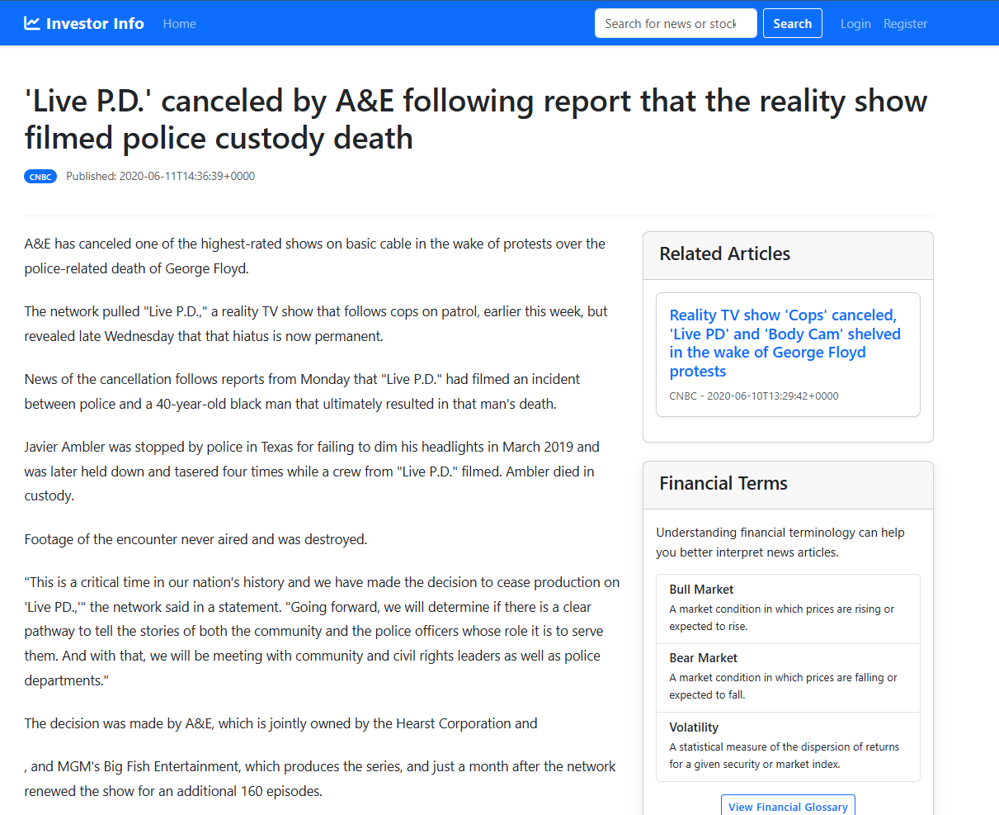 Investor Info
Home
Search for news or stock
Search
Login
Register
'Live P.D.' canceled by A&E following report that the reality show
filmed police custody death
CNBC
Published: 2020-06-11T14:36:39+0000
A&E has canceled one of the highest-rated shows on basic cable in the wake of protests over the
police-related death of George Floyd.
The network pulled "Live P.D.," a reality TV show that follows cops on patrol, earlier this week, but
revealed late Wednesday that that hiatus is now permanent.
News of the cancellation follows reports from Monday that "Live P.D." had filmed an incident
between police and a 40-year-old black man that ultimately resulted in that man's death.
Javier Ambler was stopped by police in Texas for failing to dim his headlights in March 2019 and
was later held down and tasered four times while a crew from "Live P.D." filmed. Ambler died in
custody.
Footage of the encounter never aired and was destroyed.
"This is a critical time in our nation's history and we have made the decision to cease production on
'Live PD.,'" the network said in a statement. "Going forward, we will determine if there is a clear
pathway to tell the stories of both the community and the police officers whose role it is to serve
them. And with that, we will be meeting with community and civil rights leaders as well as police
departments."
The decision was made by A&E, which is jointly owned by the Hearst Corporation and
, and MGM's Big Fish Entertainment, which produces the series, and just a month after the network
renewed the show for an additional 160 episodes.
Related Articles
Reality TV show 'Cops' canceled,
'Live PD' and 'Body Cam' shelved
in the wake of George Floyd
protests
CNBC - 2020-06-10T13:29:42+0000
Financial Terms
Understanding financial terminology can help
you better interpret news articles.
Bull Market
A market condition in which prices are rising or
expected to rise.
Bear Market
A market condition in which prices are falling or
expected to fall.
Volatility
A statistical measure of the dispersion of returns
for a given security or market index.
View Financial Glossary